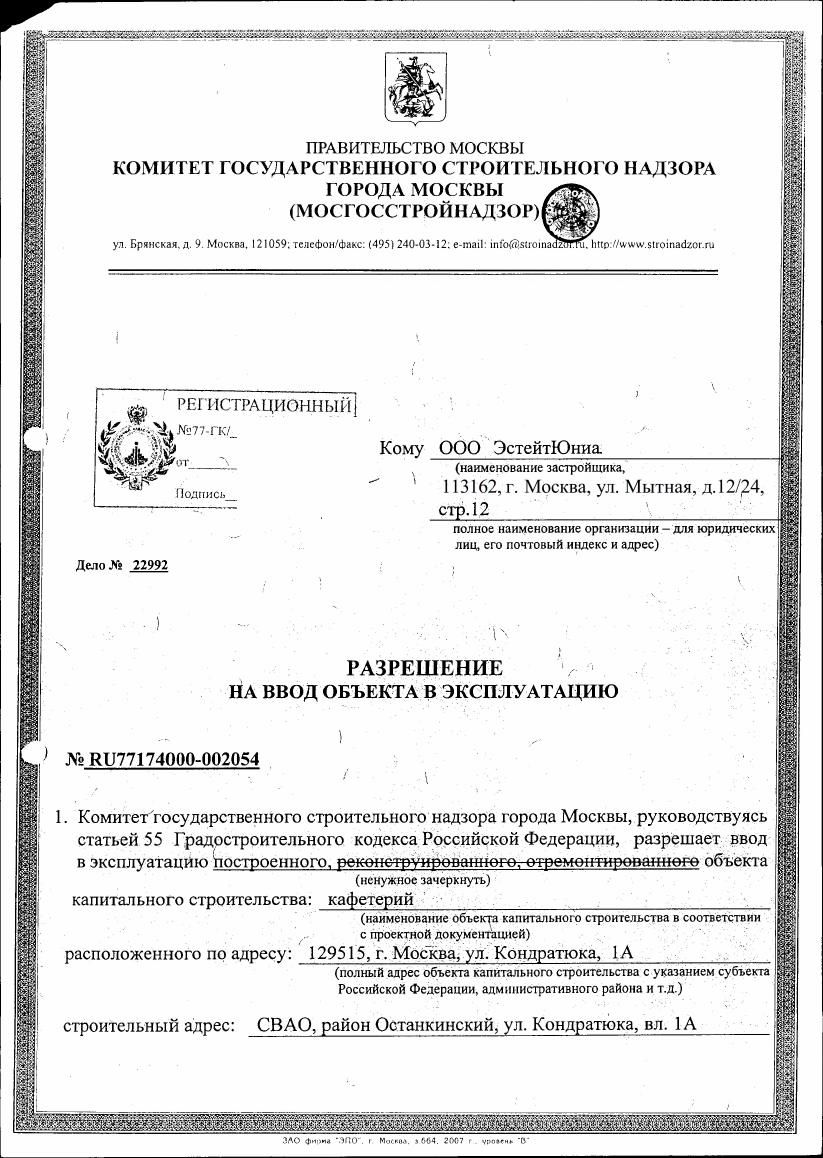 ПРАВИТЕЛЬСТВО МОСКВЫ
КОМИТЕТ ГОСУДАРСТВЕННОГО СТРОИТЕЛЬНОГО НАДЗОРА
ГОРОДА МОСКВЫ
(МОСГОССТРОЙНАДЗОР)
ул. Брянская, д. 9. Москва, 121059; телефон/факс: (495) 240-03-12; e-mail: info@stroinadzor.ru, http://www.stroinadzor.ru
РЕГИСТРАЦИОННЫЙ
№77-ГК/_
от
Подпись
Кому ООО ЭстейтЮниа
(наименование застройщика,
113162, г. Москва, ул. Мытная, д.12/24,
стр.12
полное наименование организации – для юридических
лиц, его почтовый индекс и адрес)
Дело № 22992
РАЗРЕШЕНИЕ
НА ВВОД ОБЪЕКТА В ЭКСПЛУАТАЦИЮ
№ RU77174000-002054
1. Комитет государственного строительного надзора города Москвы, руководствуясь
статьей 55 Градостроительного кодекса Российской Федерации, разрешает ввод
в эксплуатацию построенного, реконструированного, отремонтированного объекта
(ненужное зачеркнуть)
капитального строительства: кафетерий
(наименование объекта капитального строительства в соответствии
с проектной документацией)
расположенного по адресу: 129515, г. Москва, ул. Кондратюка, 1А
(полный адрес объекта капитального строительства с указанием субъекта
Российской Федерации, административного района и т.д.)
строительный адрес: СВАО, район Останкинский, ул. Кондратюка, вл. 1А
ЗАО фирма "ЭПО", г. Москва, з.664, 2007 г., уровень "В"